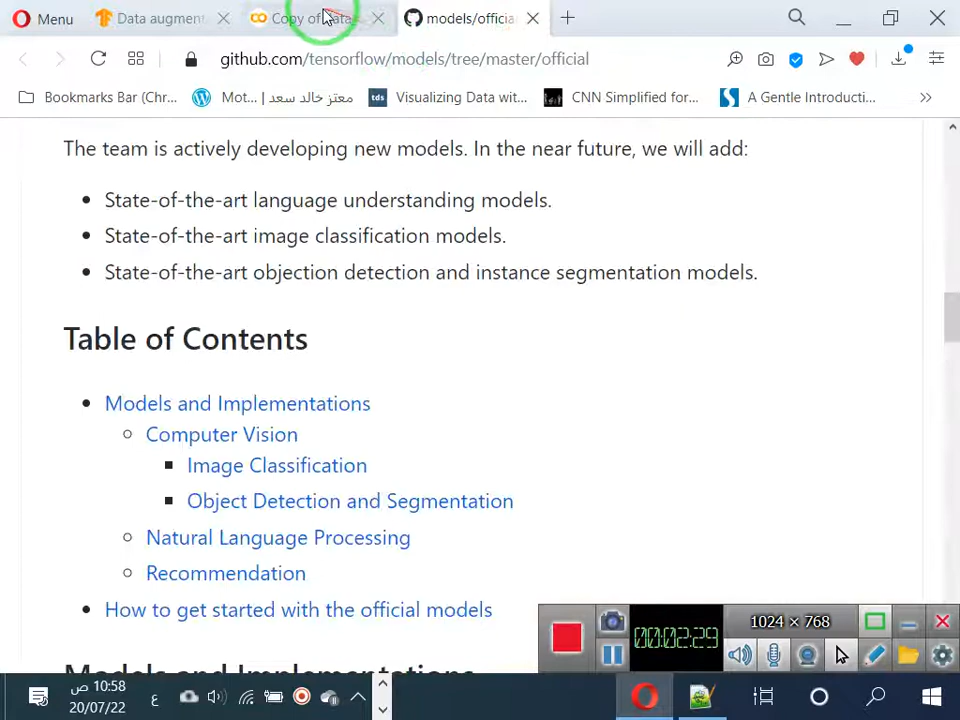 Menu
Data augmen
Copy of data
models/officia
github.com/tensorflow/models/tree/master/official
Bookmarks Bar (Chr...
Mot... | معتز خالد سعد
tds
Visualizing Data wit...
CNN Simplified for...
A Gentle Introducti...
»
The team is actively developing new models. In the near future, we will add:
• State-of-the-art language understanding models.
• State-of-the-art image classification models.
• State-of-the-art objection detection and instance segmentation models.
Table of Contents
• Models and Implementations
Computer Vision
Image Classification
Object Detection and Segmentation
Natural Language Processing
Recommendation
• How to get started with the official models
Models and Implementations
1024 × 768
00:02:29
10:58 ص
20/07/22
ع